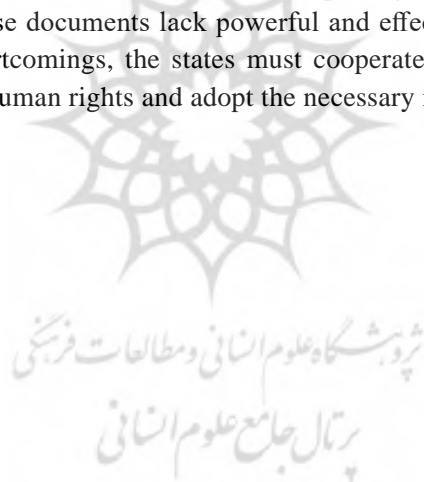 se documents lack powerful and effec
rtcomings, the states must cooperate
uman rights and adopt the necessary
پژوهشگاه علوم انسانی و مطالعات فرهنگی
پرتال جامع علوم انسانی